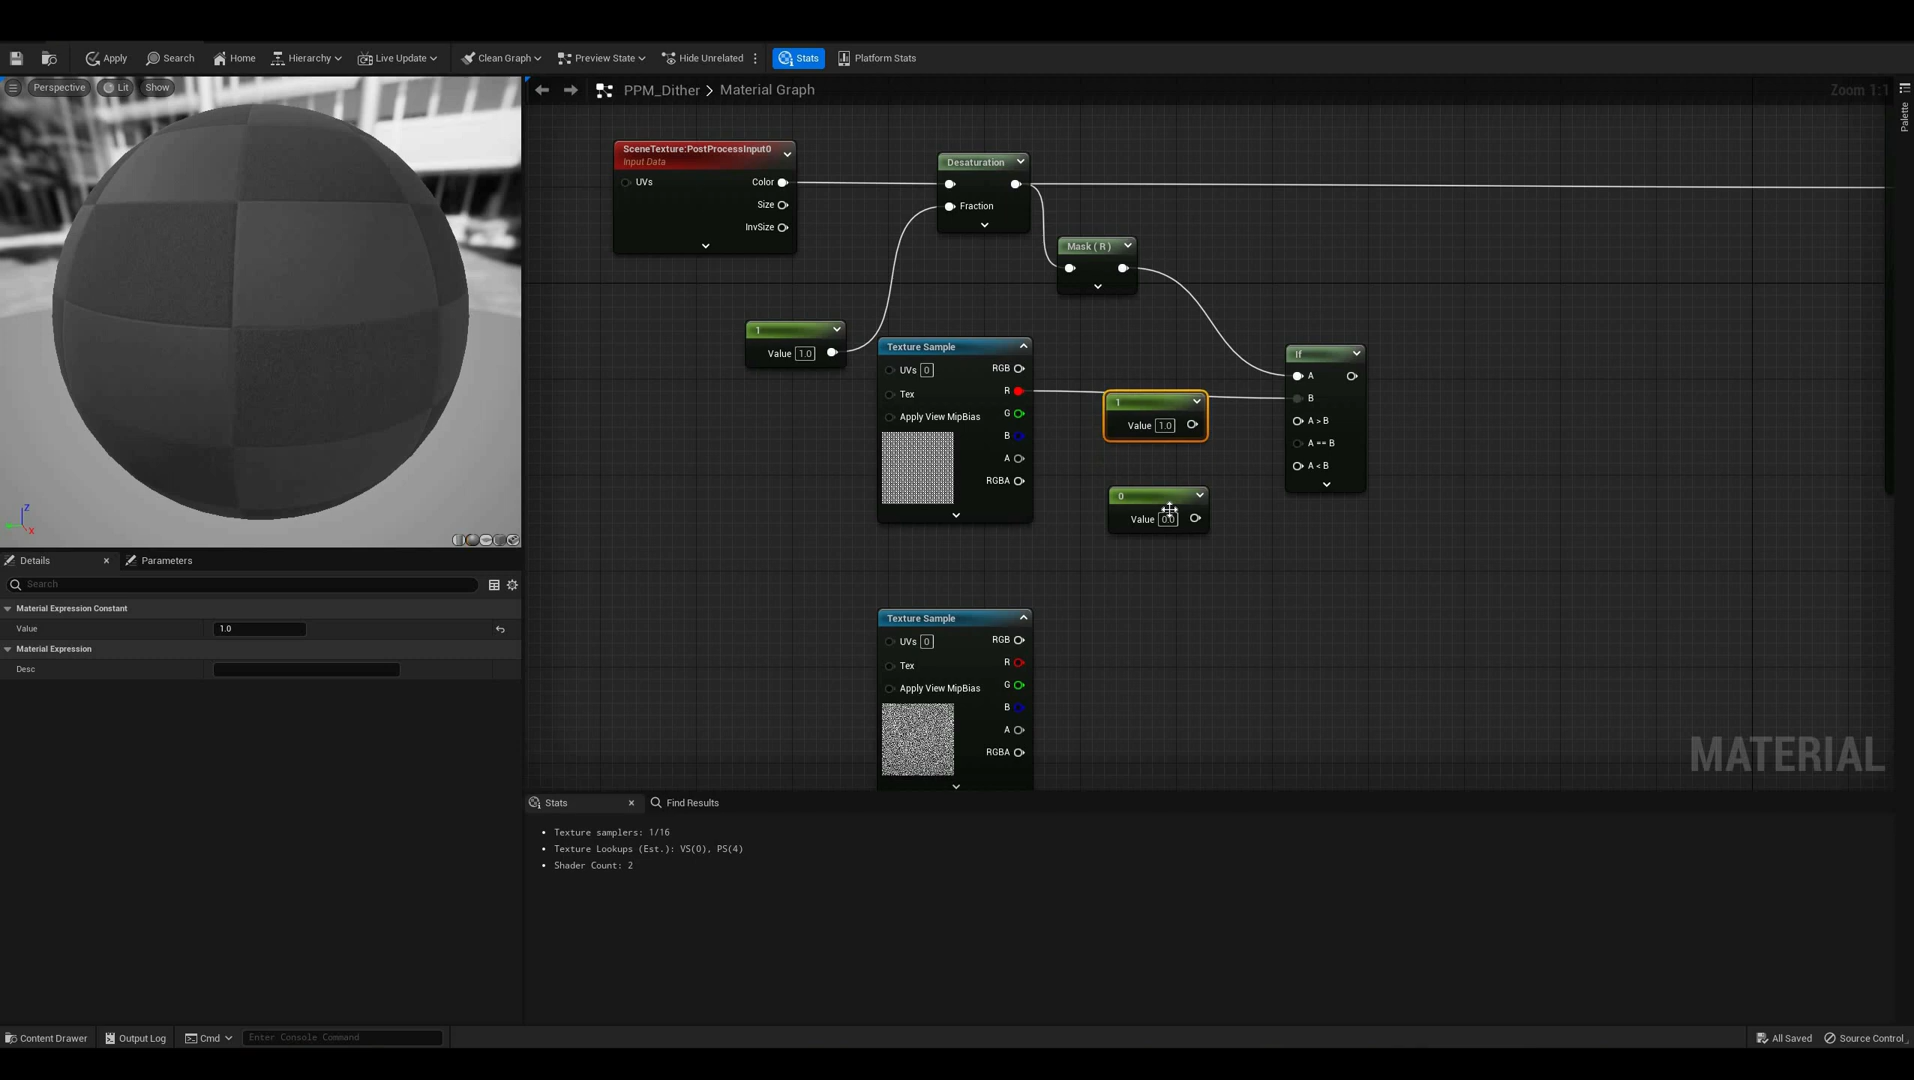 Apply
Search
Home
Hierarchy
Live Update
Clean Graph
Preview State
Hide Unrelated
Stats
Platform Stats
Perspective
Lit
Show
PPM_Dither > Material Graph
Zoom 1:1
Palette
SceneTexture:PostProcessInput0
Input Data
UVs
Color
Size
InvSize
Desaturation
Fraction
Mask ( R )
1
Value 1.0
Texture Sample
UVs 0
Tex
Apply View MipBias
RGB
R
G
B
A
RGBA
1
Value 1.0
0
Value 0.0
If
A
B
A > B
A == B
A < B
Texture Sample
UVs 0
Tex
Apply View MipBias
RGB
R
G
B
A
RGBA
MATERIAL
Z
X
Details
Parameters
Search
Material Expression Constant
Value 1.0
Material Expression
Desc
Stats
Find Results
Texture samplers: 1/16
Texture Lookups (Est.): VS(0), PS(4)
Shader Count: 2
Content Drawer
Output Log
Cmd
Enter Console Command
All Saved
Source Control